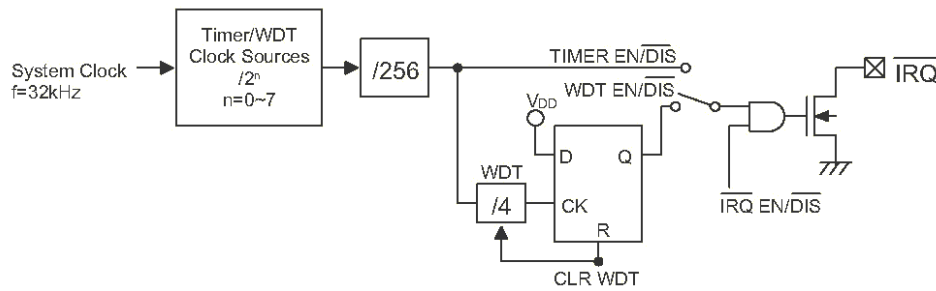 System Clock
f=32kHz
Timer/WDT
Clock Sources
/2ⁿ
n=0~7
/256
TIMER EN/DIS
WDT EN/DIS
VDD
D
Q
CK
R
WDT
/4
CLR WDT
IRQ EN/DIS
IRQ